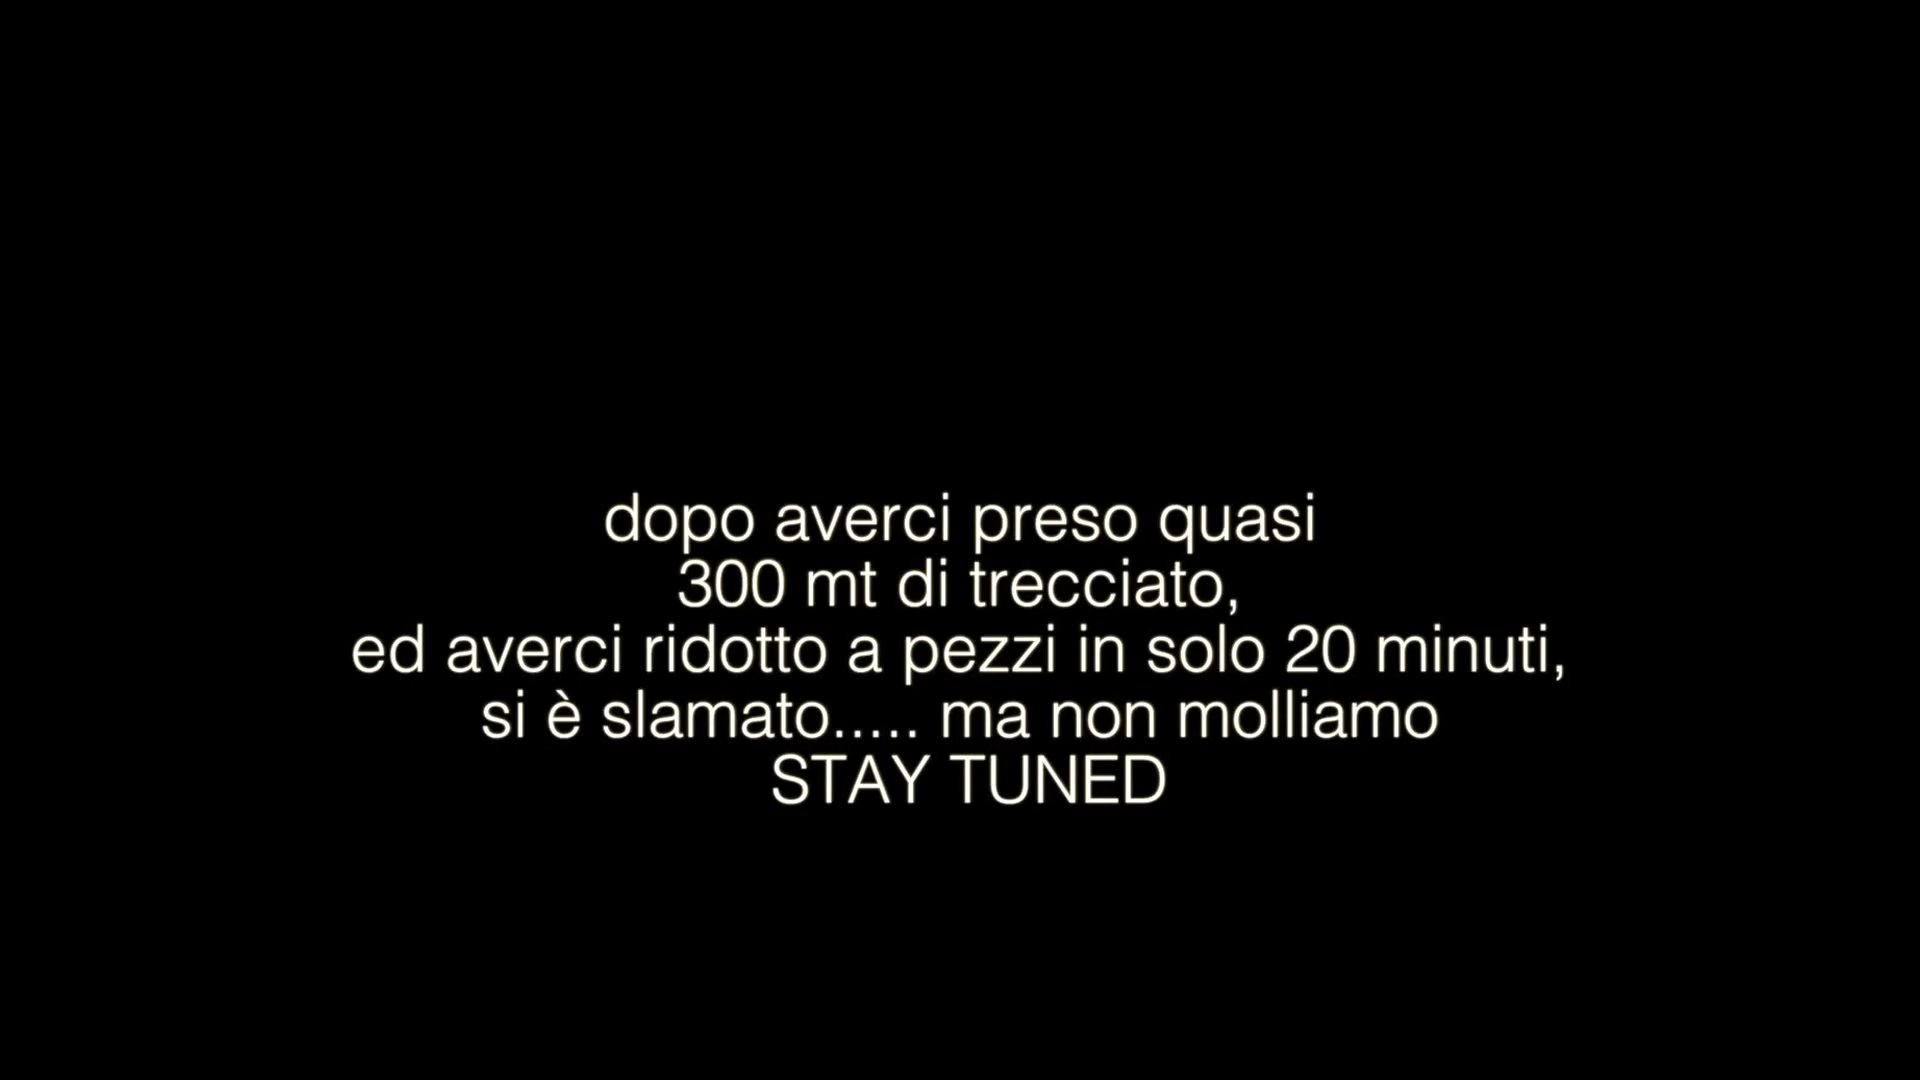 dopo averci preso quasi
300 mt di trecciato,
ed averci ridotto a pezzi in solo 20 minuti,
si è slamato..... ma non molliamo
STAY TUNED